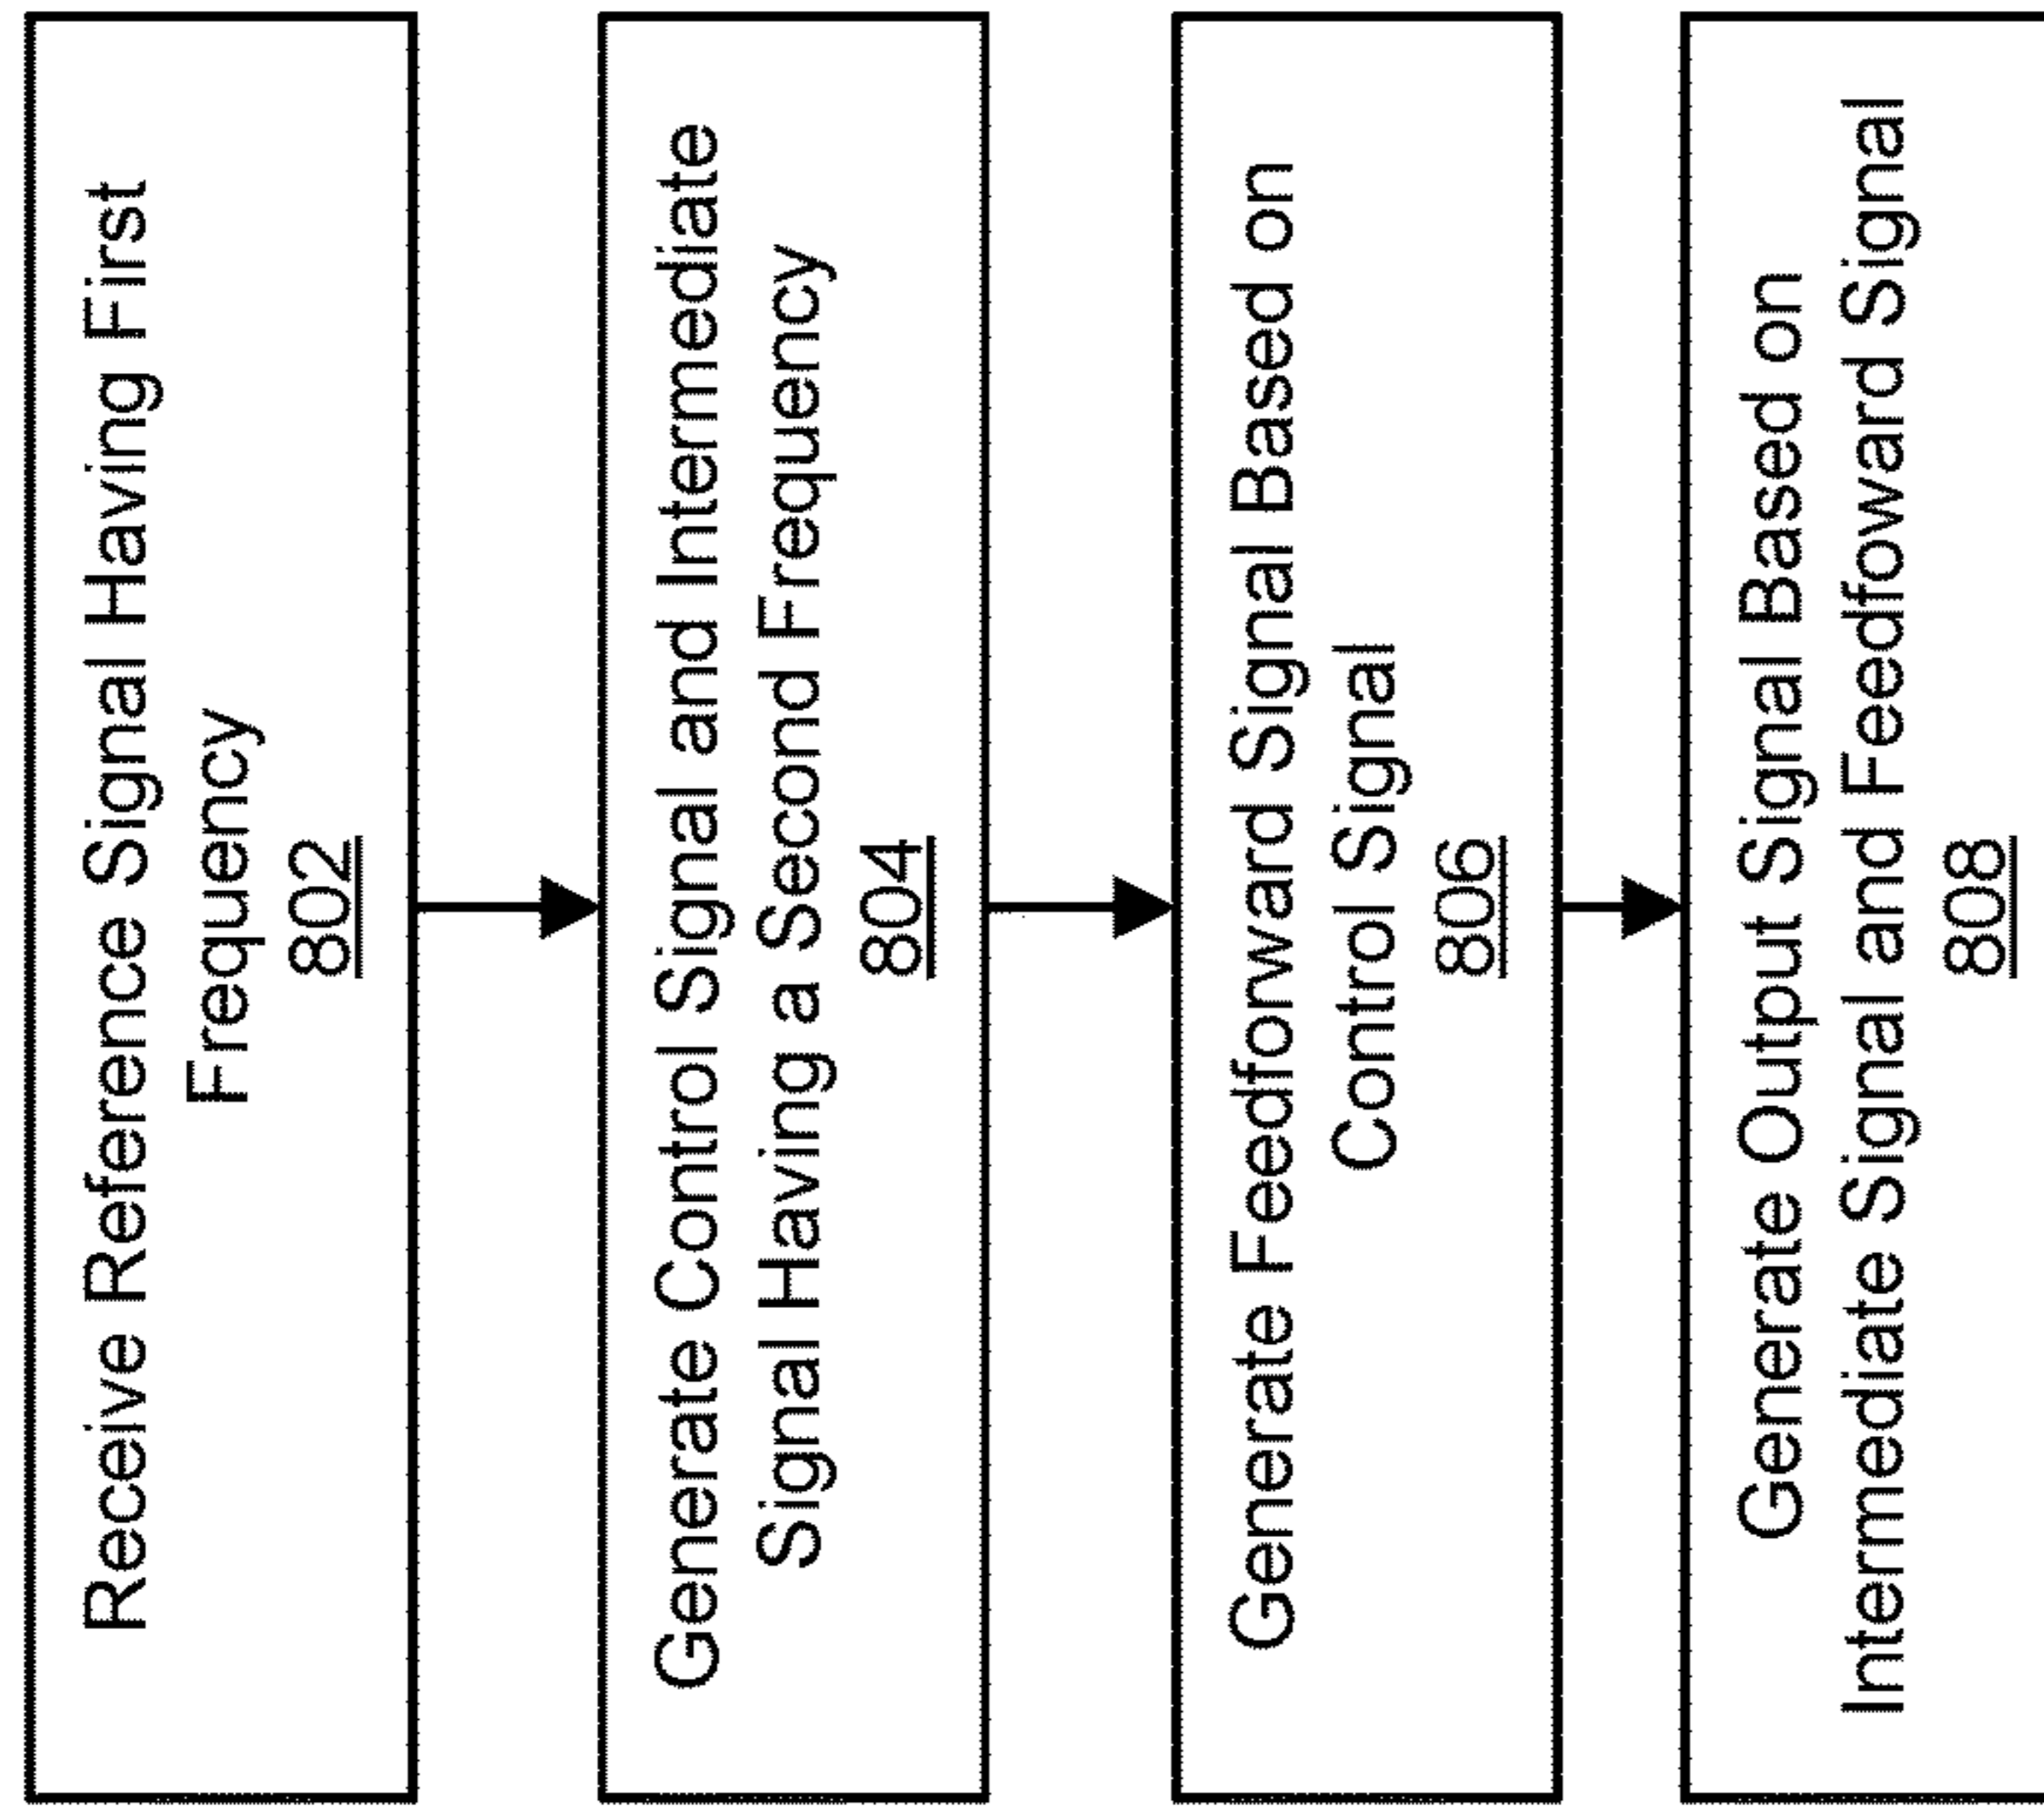 Receive Reference Signal Having First
Frequency
802
Generate Control Signal and Intermediate
Signal Having a Second Frequency
804
Generate Feedforward Signal Based on
Control Signal
806
Generate Output Signal Based on
Intermediate Signal and Feedfoward Signal
808